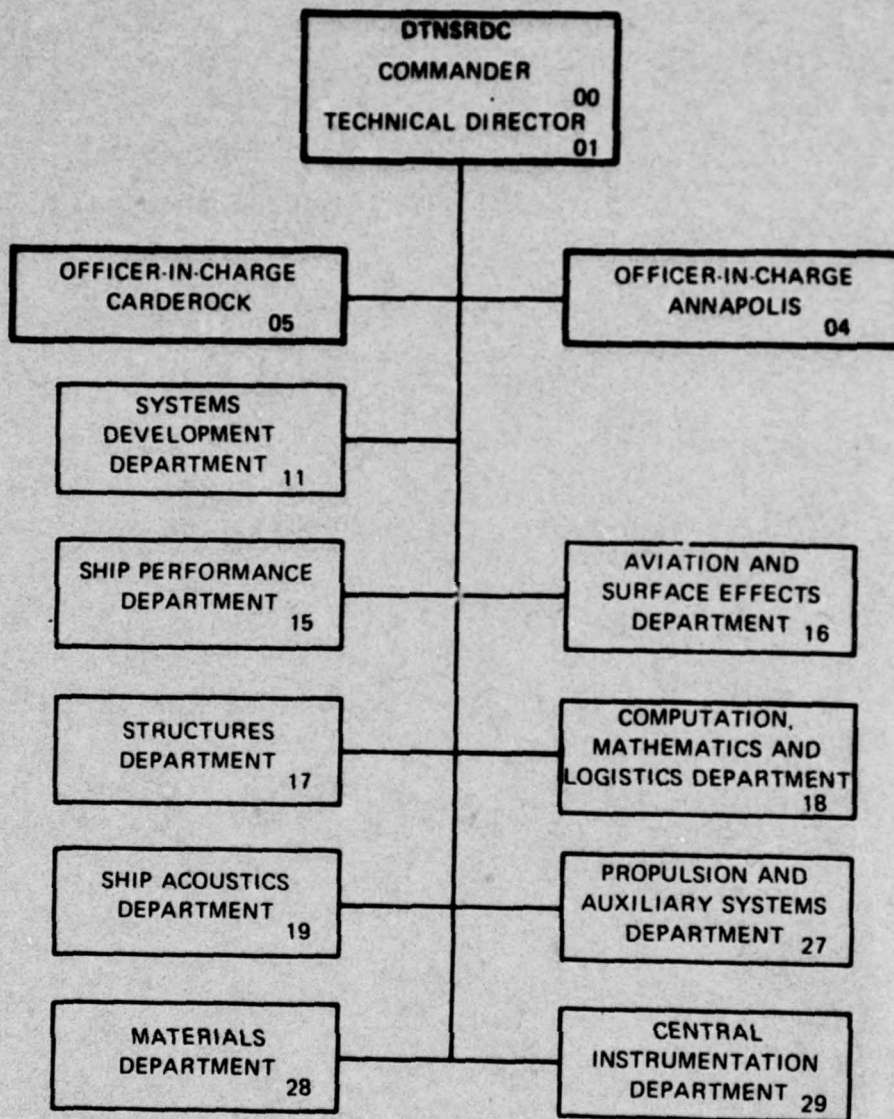 DTNSRDC
COMMANDER
00
TECHNICAL DIRECTOR
01
OFFICER-IN-CHARGE
CARDEROCK
05
OFFICER-IN-CHARGE
ANNAPOLIS
04
SYSTEMS
DEVELOPMENT
DEPARTMENT
11
SHIP PERFORMANCE
DEPARTMENT
15
AVIATION AND
SURFACE EFFECTS
DEPARTMENT
16
STRUCTURES
DEPARTMENT
17
COMPUTATION,
MATHEMATICS AND
LOGISTICS DEPARTMENT
18
SHIP ACOUSTICS
DEPARTMENT
19
PROPULSION AND
AUXILIARY SYSTEMS
DEPARTMENT
27
MATERIALS
DEPARTMENT
28
CENTRAL
INSTRUMENTATION
DEPARTMENT
29